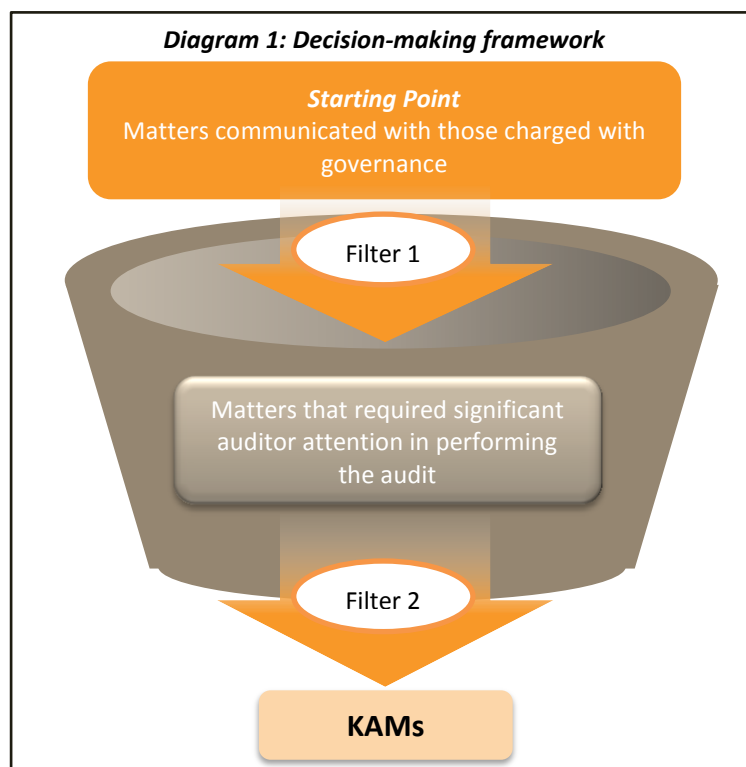 Diagram 1: Decision-making framework
Starting Point
Matters communicated with those charged with
governance
Filter 1
Matters that required significant
auditor attention in performing
the audit
Filter 2
KAMs